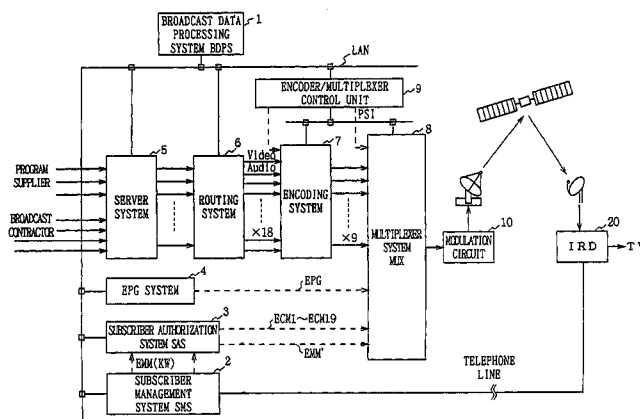 BROADCAST DATA
PROCESSING
SYSTEM BDPS
1
LAN
ENCODER/MULTIPLEXER
CONTROL UNIT
9
PSI
5
6
7
8
Video
Audio
PROGRAM
SUPPLIER
BROADCAST
CONTRACTOR
SERVER
SYSTEM
ROUTING
SYSTEM
ENCODING
SYSTEM
MULTIPLEXER
SYSTEM
MUX
×18
×9
10
MODULATION
CIRCUIT
20
IRD
TV
4
EPG SYSTEM
EPG
3
SUBSCRIBER AUTHORIZATION
SYSTEM SAS
ECM1~ECM19
EMM'
EMM(KW)
2
SUBSCRIBER
MANAGEMENT
SYSTEM SMS
TELEPHONE
LINE